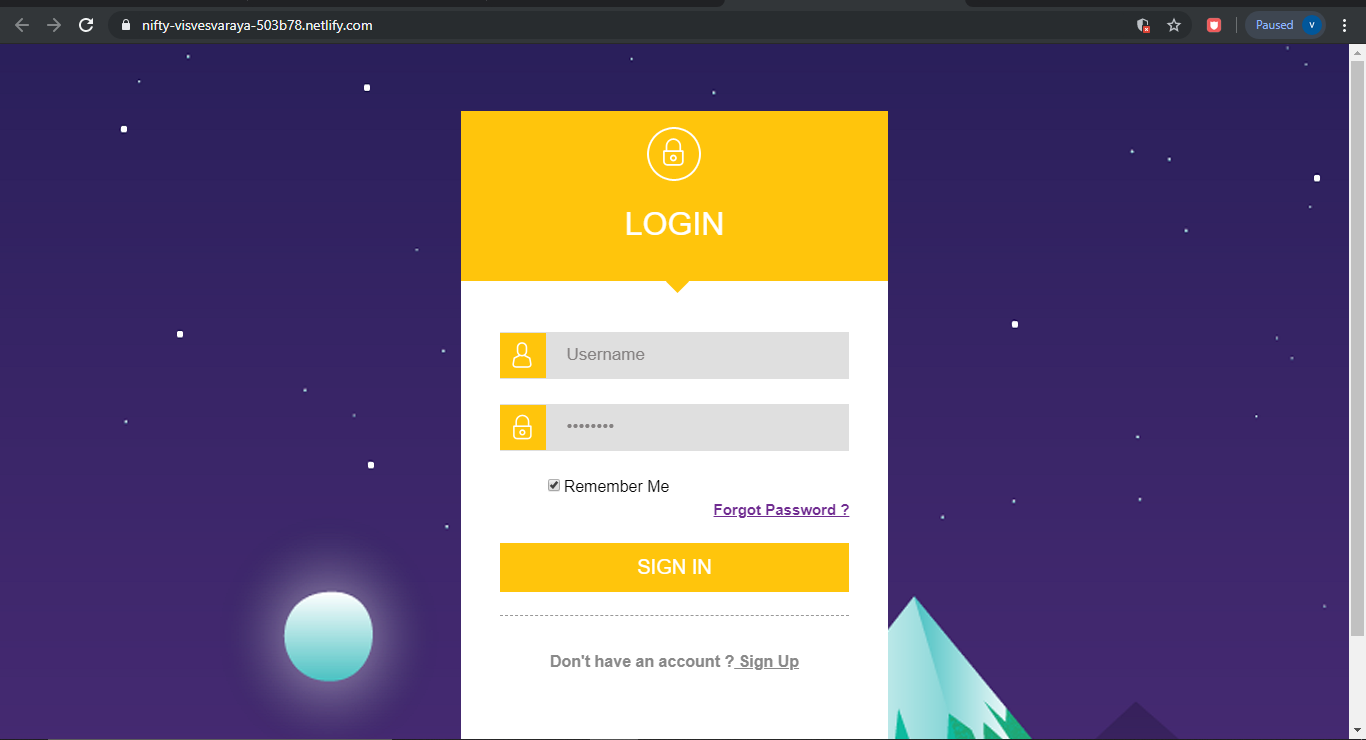 nifty-visvesvaraya-503b78.netlify.com
Paused V
LOGIN
Username
••••••••
Remember Me
Forgot Password ?
SIGN IN
Don't have an account ? Sign Up